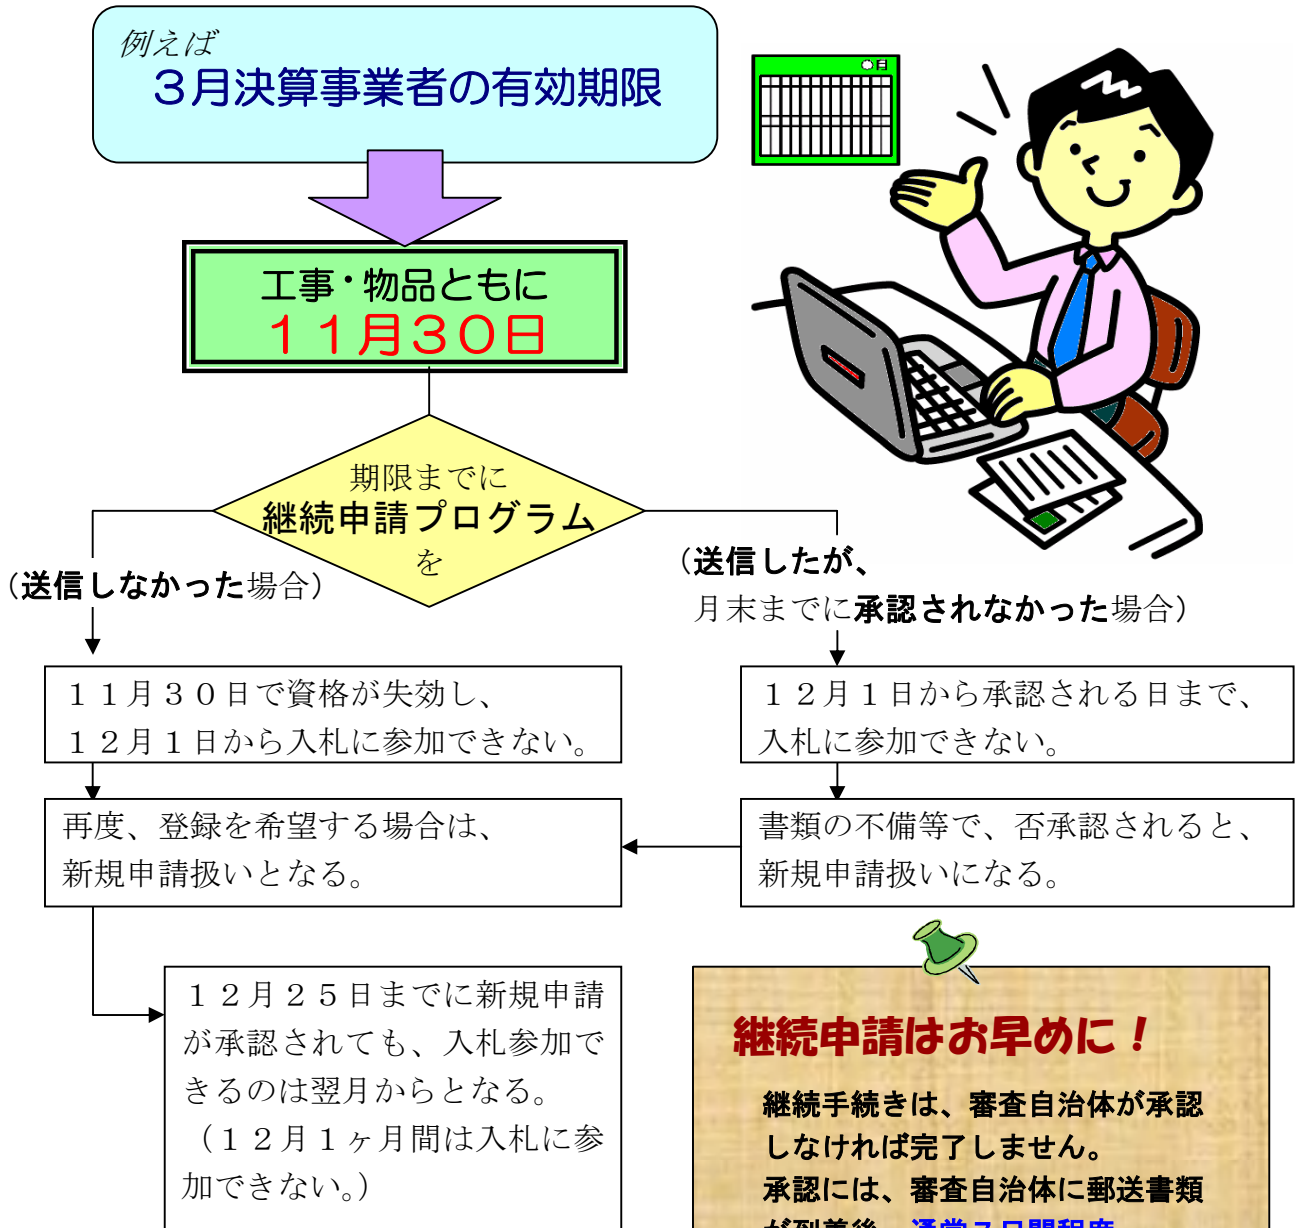 例えば
３月決算事業者の有効期限
〇日
工事・物品ともに
１１月３０日
期限までに
継続申請プログラム
を
（送信しなかった場合）
（送信したが、
月末までに承認されなかった場合）
１１月３０日で資格が失効し、
１２月１日から入札に参加できない。
１２月１日から承認される日まで、
入札に参加できない。
再度、登録を希望する場合は、
新規申請扱いとなる。
書類の不備等で、否承認されると、
新規申請扱いになる。
１２月２５日までに新規申請
が承認されても、入札参加で
きるのは翌月からとなる。
（１２月１ヶ月間は入札に参
加できない。）
継続申請はお早めに！
継続手続きは、審査自治体が承認
しなければ完了しません。
承認には、審査自治体に郵送書類
が到着後、通常７日間程度